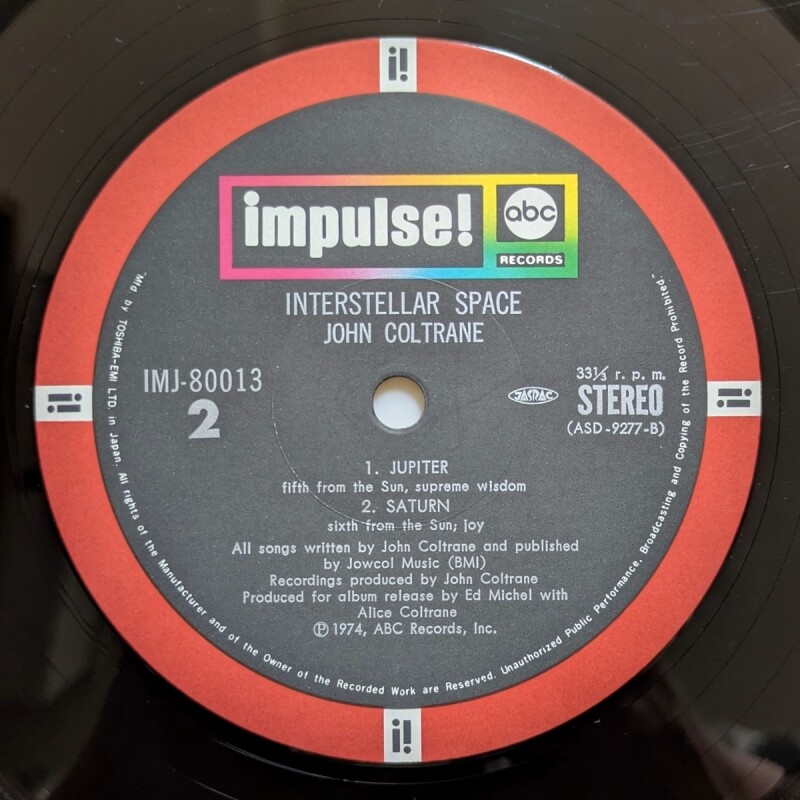 i!
impulse!
abc
RECORDS
INTERSTELLAR SPACE
JOHN COLTRANE
IMJ-80013
2
JASRAC
33⅓ r. p. m.
STEREO
(ASD-9277-B)
i!
i!
1. JUPITER
fifth from the Sun, supreme wisdom
2. SATURN
sixth from the Sun; joy
All songs written by John Coltrane and published
by Jowcol Music (BMI)
Recordings produced by John Coltrane
Produced for album release by Ed Michel with
Alice Coltrane
Ⓟ 1974, ABC Records, Inc.
"Mfd by TOSHIBA-EMI LTD. in Japan. All rights of the Manufacturer and of the Owner of the Recorded Work are Reserved. Unauthorized Public Performance, Broadcasting and Copying of the Record Prohibited."
i!